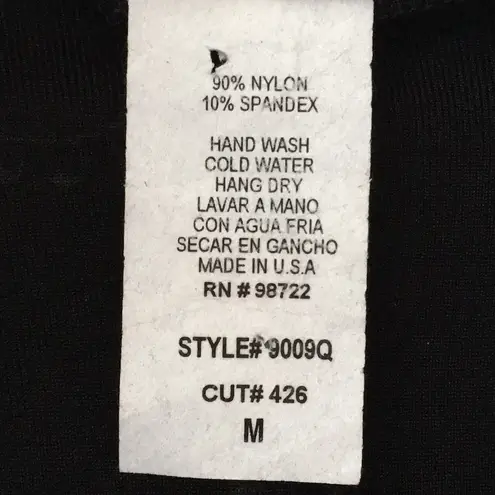 90% NYLON
10% SPANDEX
HAND WASH
COLD WATER
HANG DRY
LAVAR A MANO
CON AGUA FRIA
SECAR EN GANCHO
MADE IN U.S.A
RN # 98722
STYLE# 9009Q
CUT# 426
M